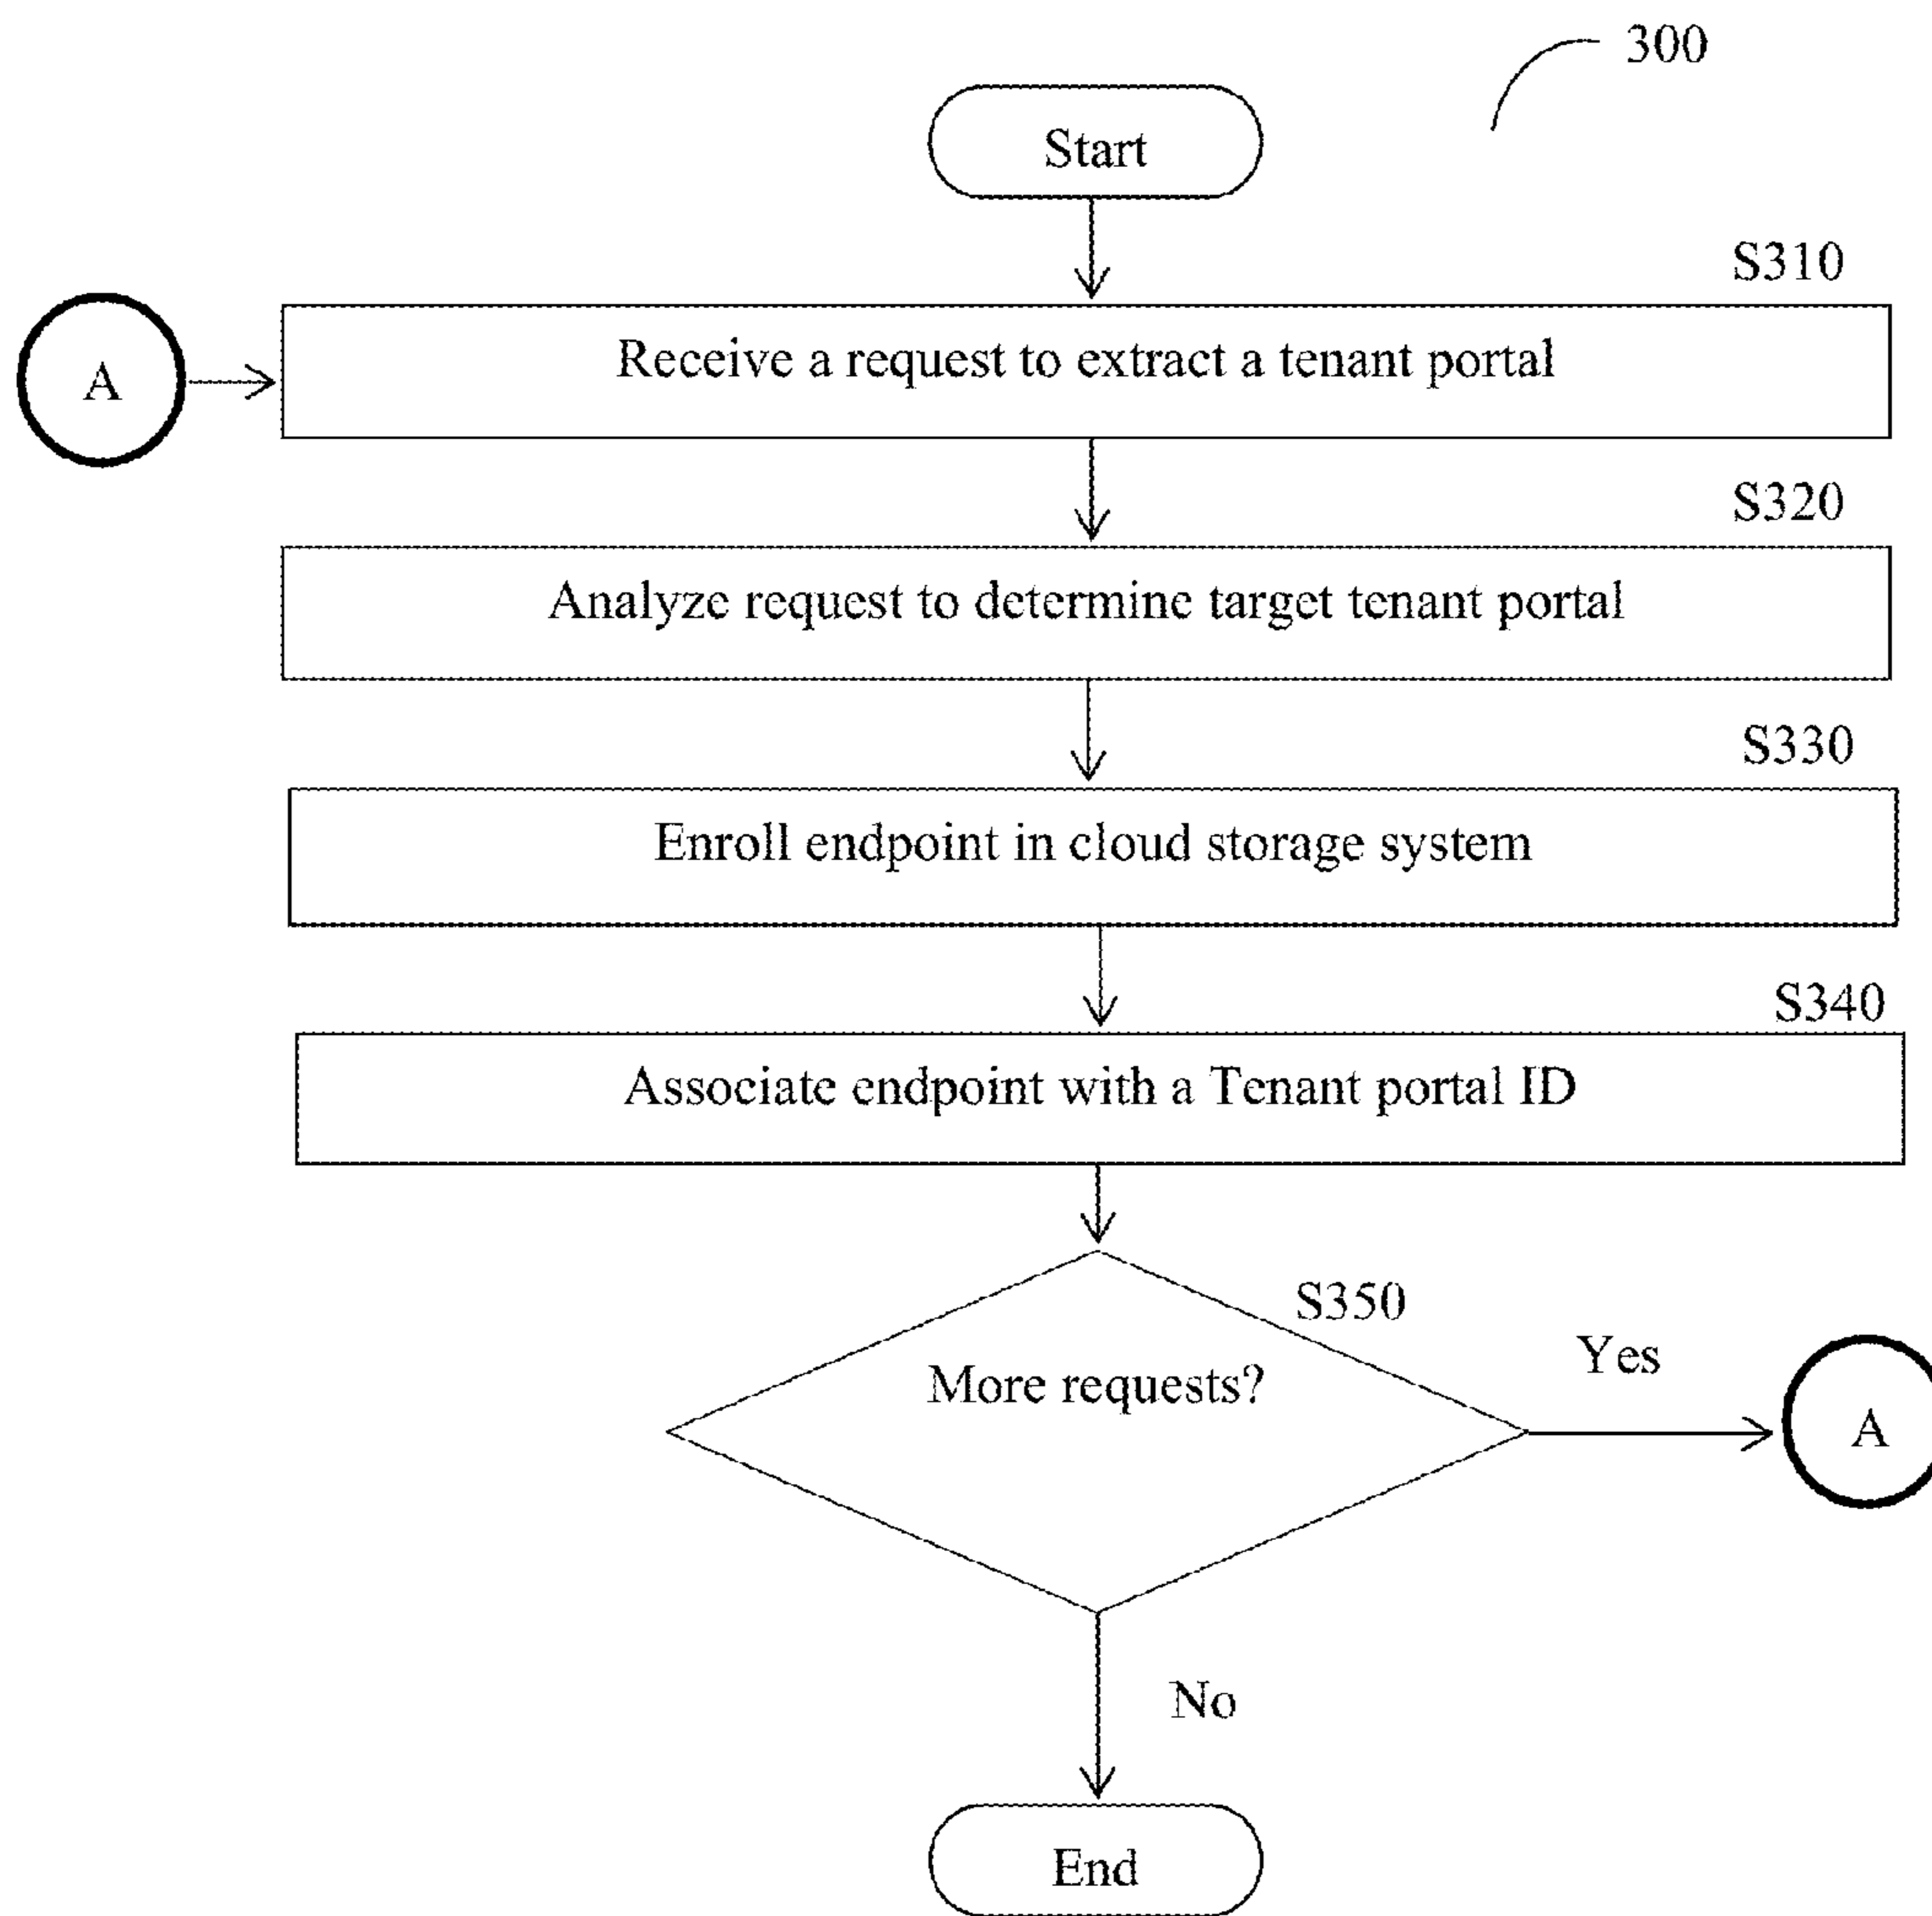 300
Start
S310
A
Receive a request to extract a tenant portal
S320
Analyze request to determine target tenant portal
S330
Enroll endpoint in cloud storage system
S340
Associate endpoint with a Tenant portal ID
S350
More requests?
Yes
A
No
End